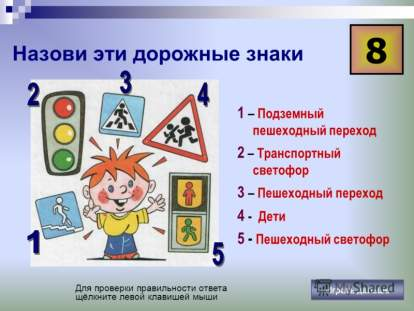 Назови эти дорожные знаки
8
2
3
4
1
5
1 – Подземный
пешеходный переход
2 – Транспортный
светофор
3 – Пешеходный переход
4 - Дети
5 - Пешеходный светофор
Для проверки правильности ответа
щёлкните левой клавишей мыши
MyShared